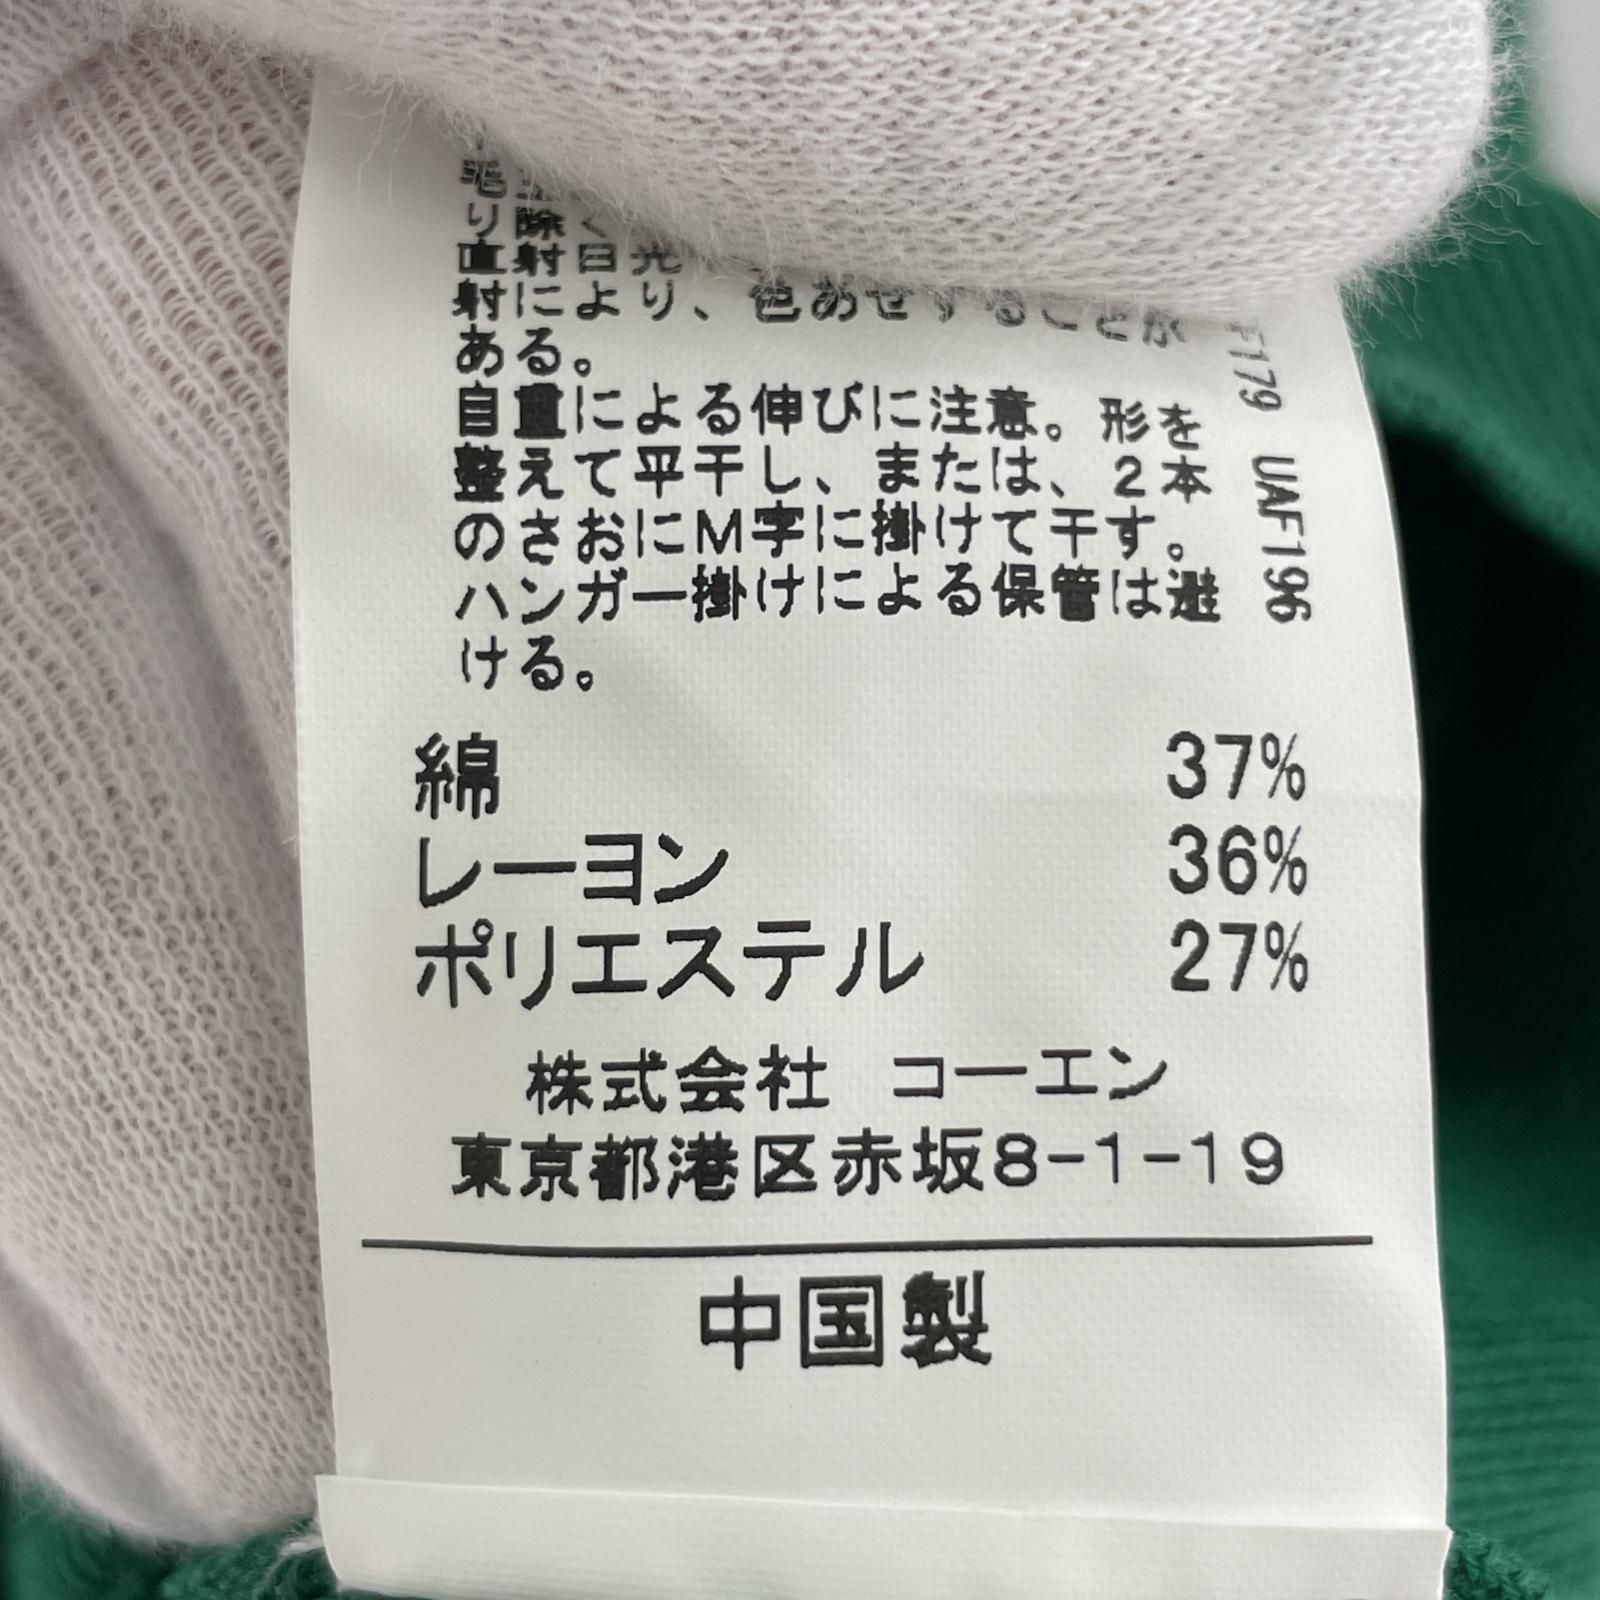 り除く
直射日光
射により、色あせすることが
ある。
自重による伸びに注意。形を
整えて平干し、または、2本
のさおにM字に掛けて干す。
ハンガー掛けによる保管は避
ける。
F179 UAF196
綿 37%
レーヨン 36%
ポリエステル 27%
株式会社 コーエン
東京都港区赤坂8-1-19
中国製